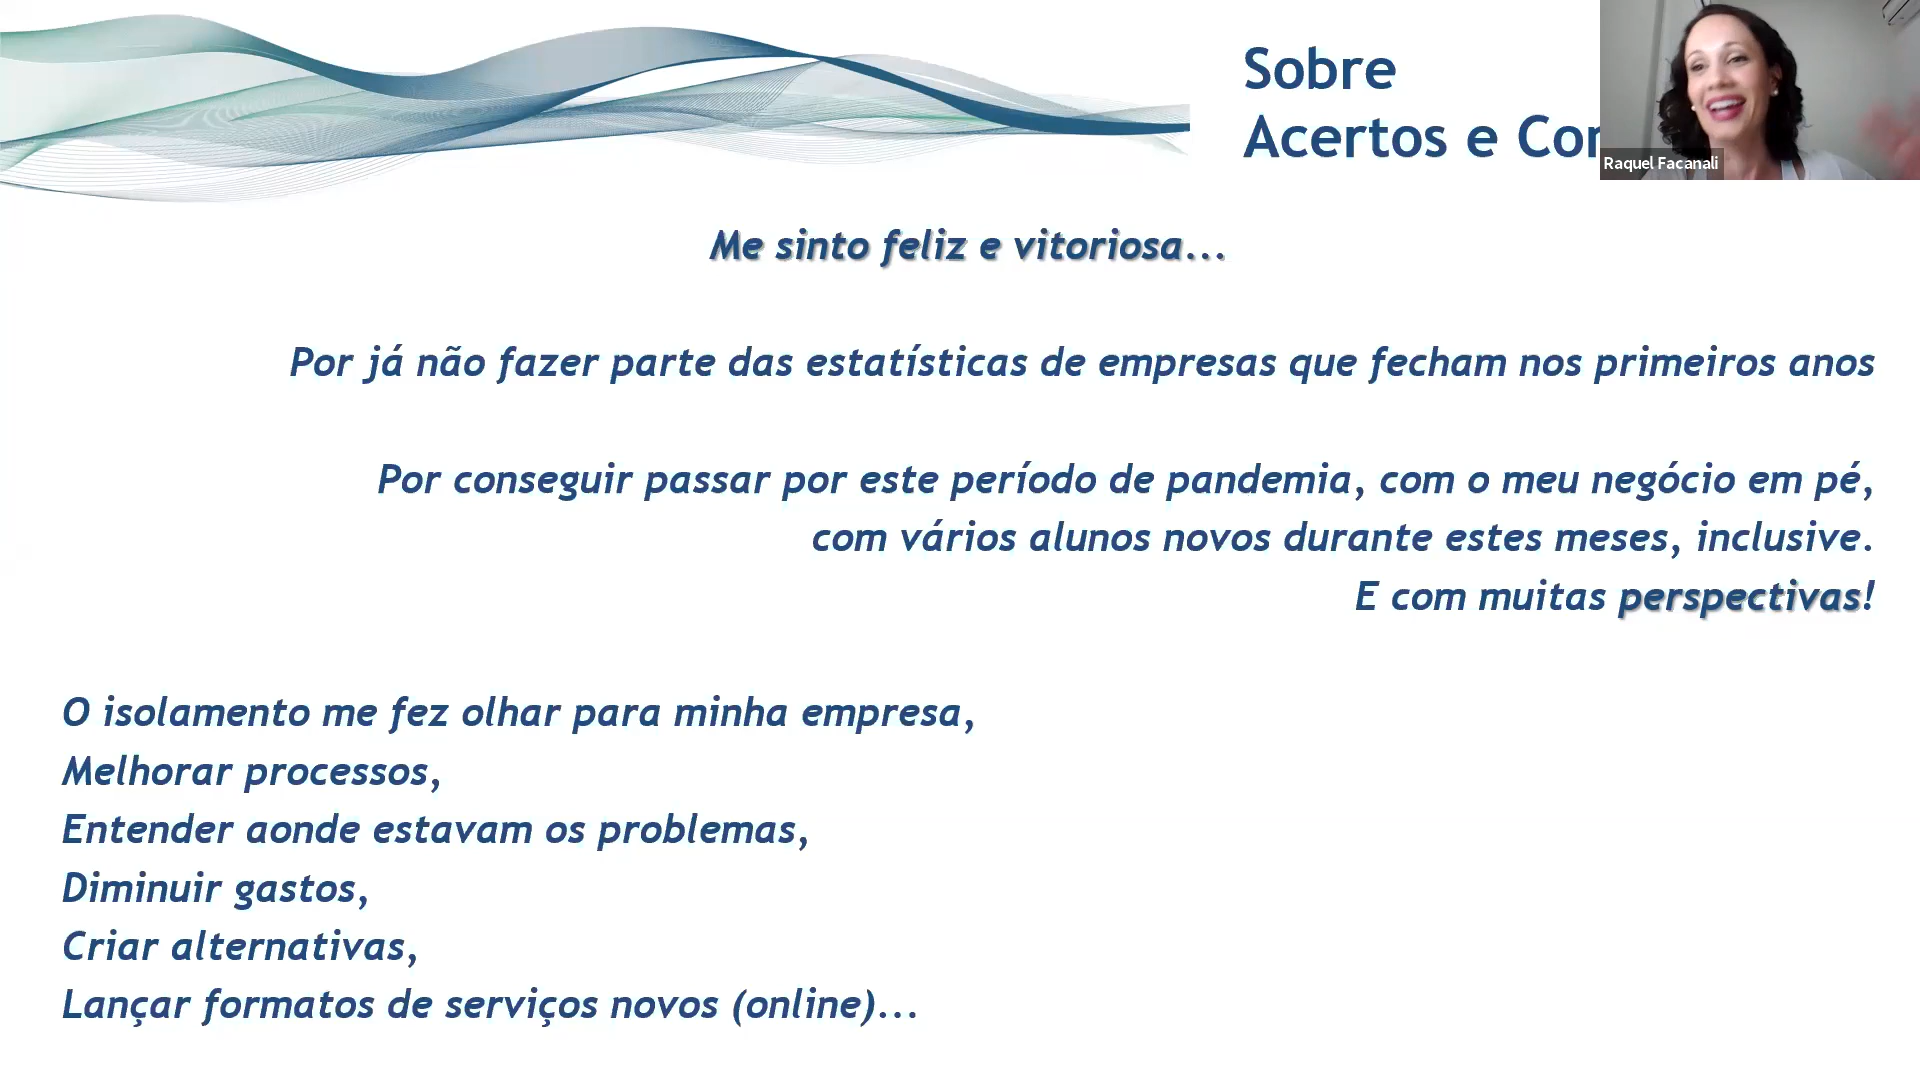 Sobre
Acertos e
Raquel Facanali
Me sinto feliz e vitoriosa...
Por já não fazer parte das estatísticas de empresas que fecham nos primeiros anos
Por conseguir passar por este período de pandemia, com o meu negócio em pé,
com vários alunos novos durante estes meses, inclusive.
E com muitas perspectivas!
O isolamento me fez olhar para minha empresa,
Melhorar processos,
Entender aonde estavam os problemas,
Diminuir gastos,
Criar alternativas,
Lançar formatos de serviços novos (online)...